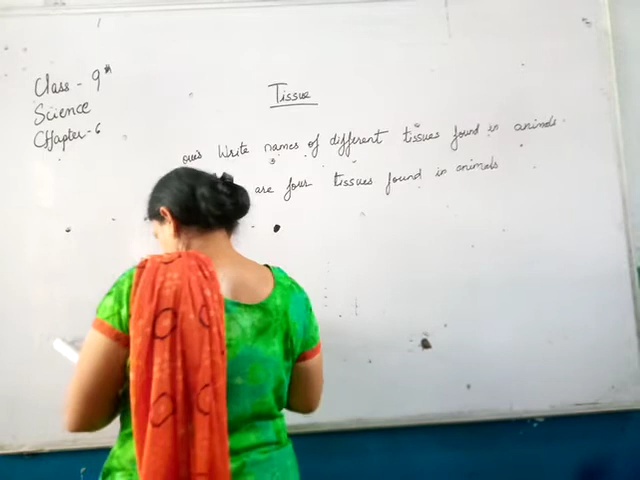 Class - 9th
Science
Chapter - 6
Tissue
Write names of different tissues found in animals
are four tissues found in animals